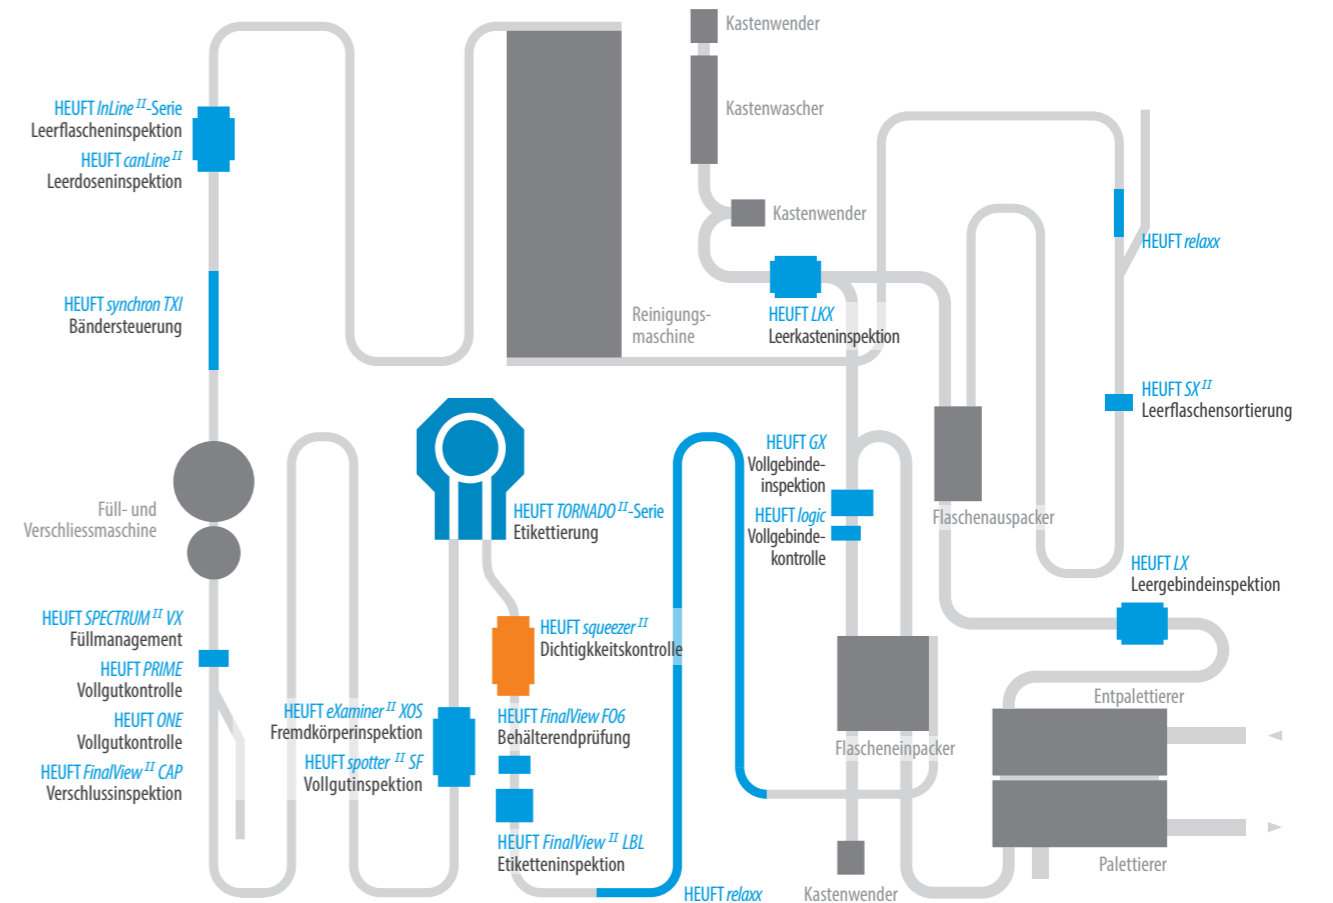 Kastenwender
Kastenwascher
Kastenwender
HEUFT InLine II-Serie
Leerflascheninspektion
HEUFT canLine II
Leerdoseninspektion
HEUFT relaxx
HEUFT synchron TXI
Bändersteuerung
Reinigungs-
maschine
HEUFT LKX
Leerkasteninspektion
HEUFT SX II
Leerflaschensortierung
HEUFT GX
Vollgebinde-
inspektion
HEUFT logic
Vollgebinde-
kontrolle
Flaschenauspacker
Füll- und
Verschliessmaschine
HEUFT TORNADO II-Serie
Etikettierung
HEUFT LX
Leergebindeinspektion
HEUFT SPECTRUM II VX
Füllmanagement
HEUFT PRIME
Vollgutkontrolle
HEUFT ONE
Vollgutkontrolle
HEUFT FinalView II CAP
Verschlussinspektion
HEUFT squeezer II
Dichtigkkeitskontrolle
HEUFT eXaminer II XOS
Fremdkörperinspektion
HEUFT spotter II SF
Vollgutinspektion
HEUFT FinalView FO6
Behälterendprüfung
HEUFT FinalView II LBL
Etiketteninspektion
HEUFT relaxx
Flascheneinpacker
Kastenwender
Entpalettierer
Palettierer